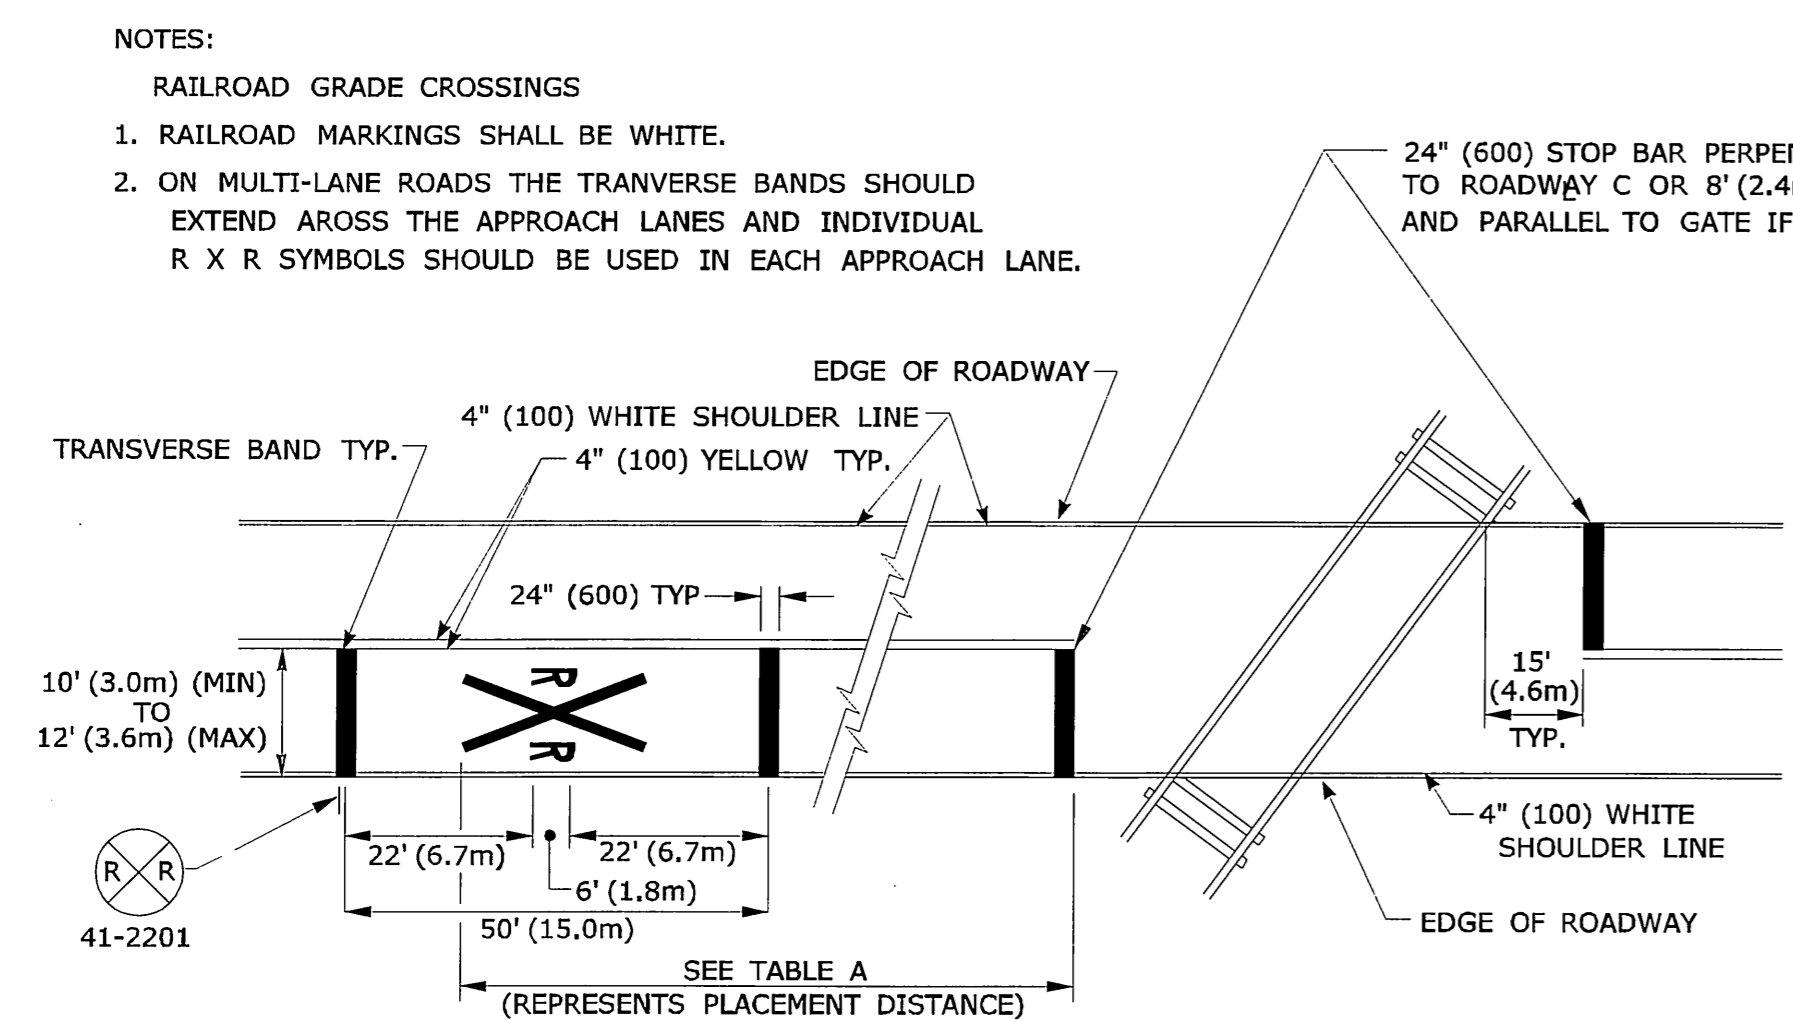 NOTES:
RAILROAD GRADE CROSSINGS
1. RAILROAD MARKINGS SHALL BE WHITE.
2. ON MULTI-LANE ROADS THE TRANVERSE BANDS SHOULD
EXTEND AROSS THE APPROACH LANES AND INDIVIDUAL
R X R SYMBOLS SHOULD BE USED IN EACH APPROACH LANE.
24" (600) STOP BAR PERPEN
TO ROADWAY C L OR 8' (2.4m
AND PARALLEL TO GATE IF
EDGE OF ROADWAY
4" (100) WHITE SHOULDER LINE
TRANSVERSE BAND TYP.
4" (100) YELLOW TYP.
24" (600) TYP
10' (3.0m) (MIN)
TO
12' (3.6m) (MAX)
R
R
15'
(4.6m)
TYP.
4" (100) WHITE
SHOULDER LINE
22' (6.7m)
22' (6.7m)
6' (1.8m)
R R
50' (15.0m)
41-2201
EDGE OF ROADWAY
SEE TABLE A
(REPRESENTS PLACEMENT DISTANCE)